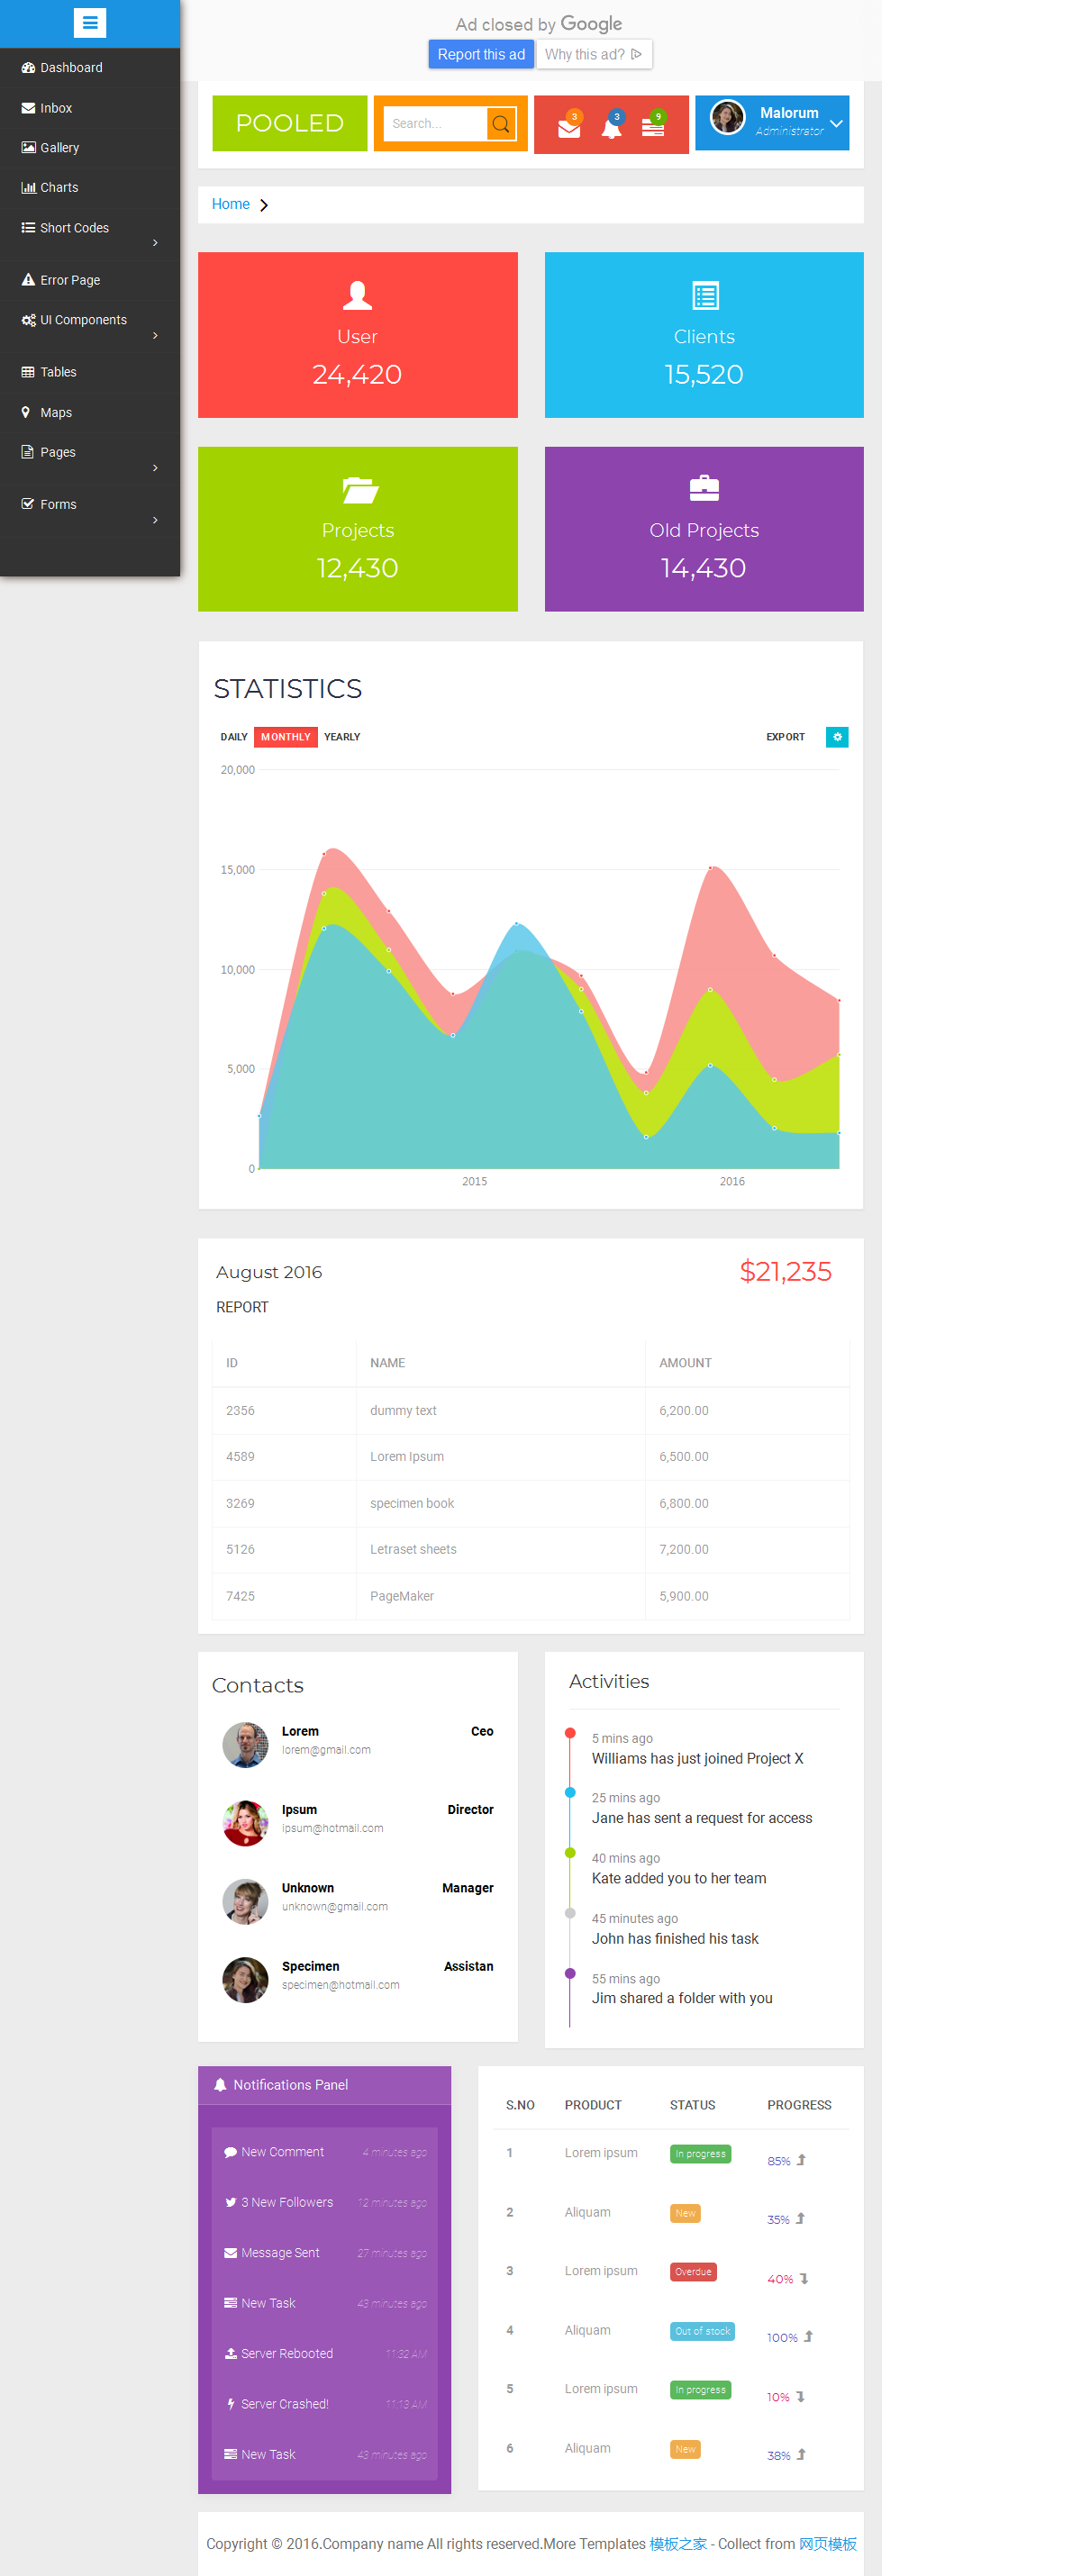 Ad closed by Google
Report this ad
Why this ad?
Dashboard
Inbox
Gallery
Charts
Short Codes
Error Page
UI Components
Tables
Maps
Pages
Forms
POOLED
Search...
3
3
9
Malorum
Administrator
Home
User
24,420
Clients
15,520
Projects
12,430
Old Projects
14,430
STATISTICS
DAILY MONTHLY YEARLY
EXPORT
20,000
15,000
10,000
5,000
0
2015 2016
August 2016
$21,235
REPORT
ID NAME AMOUNT
2356 dummy text 6,200.00
4589 Lorem Ipsum 6,500.00
3269 specimen book 6,800.00
5126 Letraset sheets 7,200.00
7425 PageMaker 5,900.00
Contacts
Lorem Ceo
lorem@gmail.com
Ipsum Director
ipsum@hotmail.com
Unknown Manager
unknown@gmail.com
Specimen Assistan
specimen@hotmail.com
Activities
5 mins ago
Williams has just joined Project X
25 mins ago
Jane has sent a request for access
40 mins ago
Kate added you to her team
45 minutes ago
John has finished his task
55 mins ago
Jim shared a folder with you
Notifications Panel
New Comment 4 minutes ago
3 New Followers 12 minutes ago
Message Sent 27 minutes ago
New Task 43 minutes ago
Server Rebooted 11:32 AM
Server Crashed! 11:13 AM
New Task 43 minutes ago
S.NO PRODUCT STATUS PROGRESS
1 Lorem ipsum In progress 85%
2 Aliquam New 35%
3 Lorem ipsum Overdue 40%
4 Aliquam Out of stock 100%
5 Lorem ipsum In progress 10%
6 Aliquam New 38%
Copyright © 2016.Company name All rights reserved.More Templates 模板之家 - Collect from 网页模板